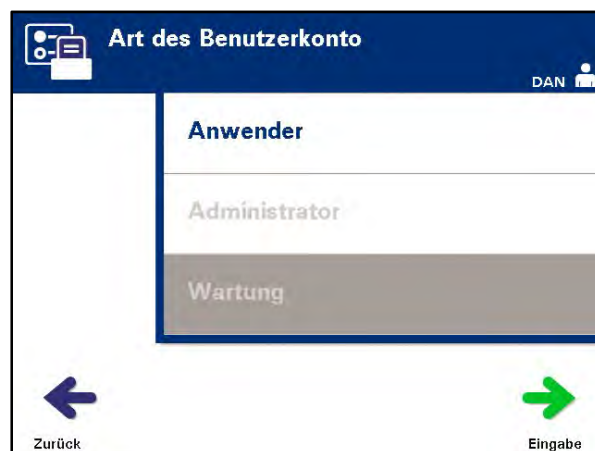 Art des Benutzerkonto
DAN
Anwender
Administrator
Wartung
Zurück
Eingabe